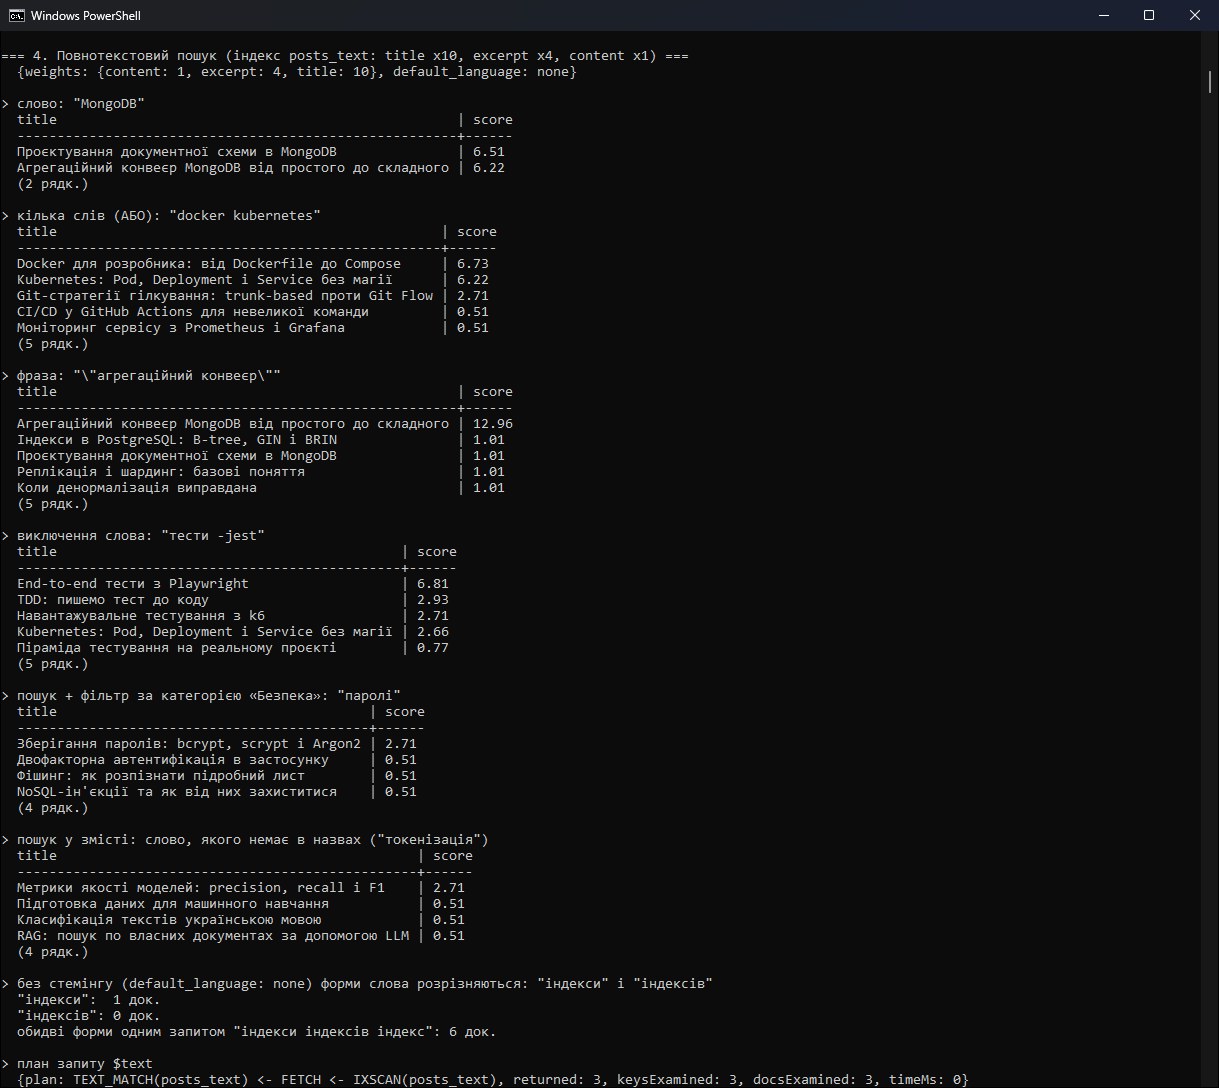 Windows PowerShell
=== 4. Повнотекстовий пошук (індекс posts_text: title x10, excerpt x4, content x1) ===
{weights: {content: 1, excerpt: 4, title: 10}, default_language: none}
> слово: "MongoDB"
title | score
-------------------------------------------------------+------
Проєктування документної схеми в MongoDB | 6.51
Агрегаційний конвеєр MongoDB від простого до складного | 6.22
(2 рядк.)
> кілька слів (АБО): "docker kubernetes"
title | score
-----------------------------------------------------+------
Docker для розробника: від Dockerfile до Compose | 6.73
Kubernetes: Pod, Deployment і Service без магії | 6.22
Git-стратегії гілкування: trunk-based проти Git Flow | 2.71
CI/CD у GitHub Actions для невеликої команди | 0.51
Моніторинг сервісу з Prometheus і Grafana | 0.51
(5 рядк.)
> фраза: "\"агрегаційний конвеєр\""
title | score
-------------------------------------------------------+------
Агрегаційний конвеєр MongoDB від простого до складного | 12.96
Індекси в PostgreSQL: B-tree, GIN і BRIN | 1.01
Проєктування документної схеми в MongoDB | 1.01
Реплікація і шардинг: базові поняття | 1.01
Коли денормалізація виправдана | 1.01
(5 рядк.)
> виключення слова: "тести -jest"
title | score
------------------------------------------------+------
End-to-end тести з Playwright | 6.81
TDD: пишемо тест до коду | 2.93
Навантажувальне тестування з k6 | 2.71
Kubernetes: Pod, Deployment і Service без магії | 2.66
Піраміда тестування на реальному проєкті | 0.77
(5 рядк.)
> пошук + фільтр за категорією «Безпека»: "паролі"
title | score
--------------------------------------------+------
Зберігання паролів: bcrypt, scrypt і Argon2 | 2.71
Двофакторна автентифікація в застосунку | 0.51
Фішинг: як розпізнати підробний лист | 0.51
NoSQL-ін'єкції та як від них захиститися | 0.51
(4 рядк.)
> пошук у змісті: слово, якого немає в назвах ("токенізація")
title | score
--------------------------------------------------+------
Метрики якості моделей: precision, recall і F1 | 2.71
Підготовка даних для машинного навчання | 0.51
Класифікація текстів українською мовою | 0.51
RAG: пошук по власних документах за допомогою LLM | 0.51
(4 рядк.)
> без стемінгу (default_language: none) форми слова розрізняються: "індекси" і "індексів"
"індекси": 1 док.
"індексів": 0 док.
обидві форми одним запитом "індекси індексів індекс": 6 док.
> план запиту $text
{plan: TEXT_MATCH(posts_text) <- FETCH <- IXSCAN(posts_text), returned: 3, keysExamined: 3, docsExamined: 3, timeMs: 0}